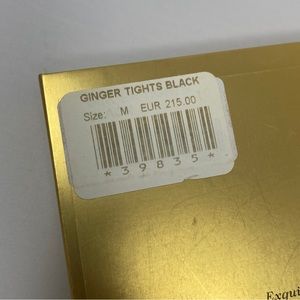 GINGER TIGHTS BLACK
Size: M EUR 215.00
*39835*
Exqui